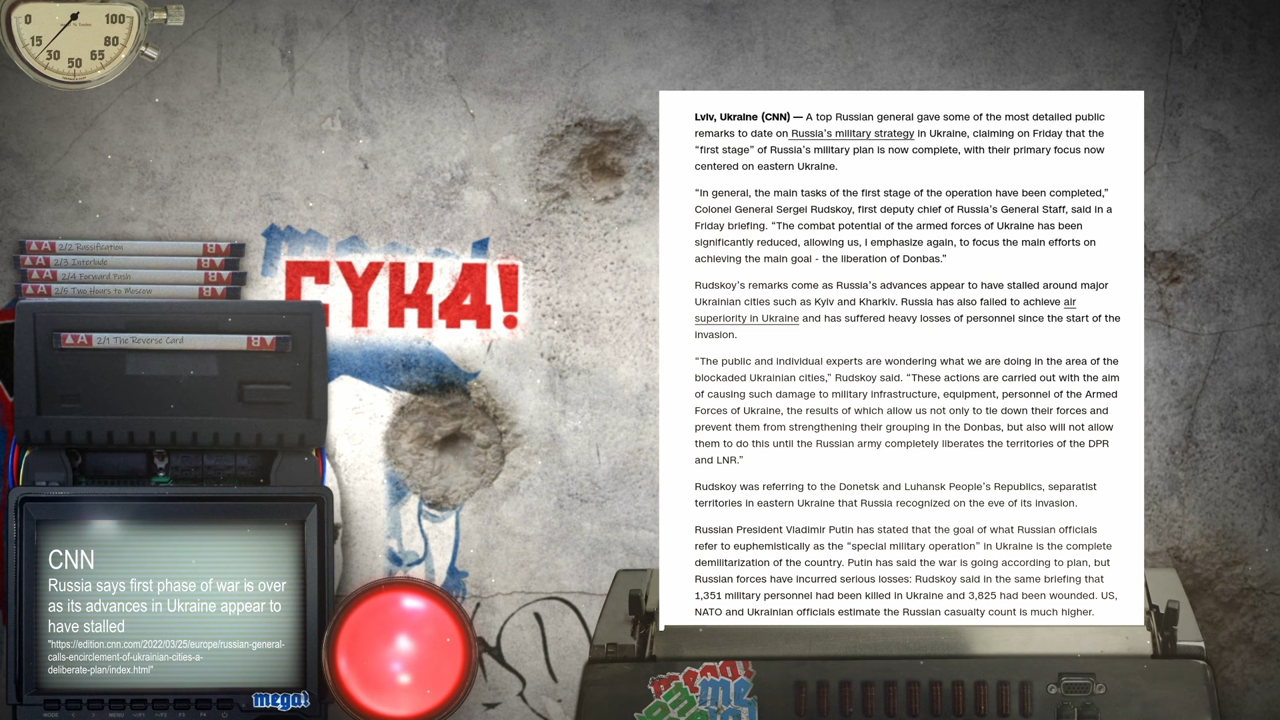 0 100
15 80
30 65
50
2/2 Russification
2/3 Interlude
2/4 Forward Push
2/5 Two Hours to Moscow
2/1 The Reverse Card
СУКА!
CNN
Russia says first phase of war is over
as its advances in Ukraine appear to
have stalled
"https://edition.cnn.com/2022/03/25/europe/russian-general-
calls-encirclement-of-ukrainian-cities-a-
deliberate-plan/index.html"
mega!
Lviv, Ukraine (CNN) — A top Russian general gave some of the most detailed public
remarks to date on Russia’s military strategy in Ukraine, claiming on Friday that the
“first stage” of Russia’s military plan is now complete, with their primary focus now
centered on eastern Ukraine.
“In general, the main tasks of the first stage of the operation have been completed,”
Colonel General Sergei Rudskoy, first deputy chief of Russia’s General Staff, said in a
Friday briefing. “The combat potential of the armed forces of Ukraine has been
significantly reduced, allowing us, I emphasize again, to focus the main efforts on
achieving the main goal - the liberation of Donbas.”
Rudskoy’s remarks come as Russia’s advances appear to have stalled around major
Ukrainian cities such as Kyiv and Kharkiv. Russia has also failed to achieve air
superiority in Ukraine and has suffered heavy losses of personnel since the start of the
invasion.
“The public and individual experts are wondering what we are doing in the area of the
blockaded Ukrainian cities,” Rudskoy said. “These actions are carried out with the aim
of causing such damage to military infrastructure, equipment, personnel of the Armed
Forces of Ukraine, the results of which allow us not only to tie down their forces and
prevent them from strengthening their grouping in the Donbas, but also will not allow
them to do this until the Russian army completely liberates the territories of the DPR
and LNR.”
Rudskoy was referring to the Donetsk and Luhansk People’s Republics, separatist
territories in eastern Ukraine that Russia recognized on the eve of its invasion.
Russian President Vladimir Putin has stated that the goal of what Russian officials
refer to euphemistically as the “special military operation” in Ukraine is the complete
demilitarization of the country. Putin has said the war is going according to plan, but
Russian forces have incurred serious losses: Rudskoy said in the same briefing that
1,351 military personnel had been killed in Ukraine and 3,825 had been wounded. US,
NATO and Ukrainian officials estimate the Russian casualty count is much higher.